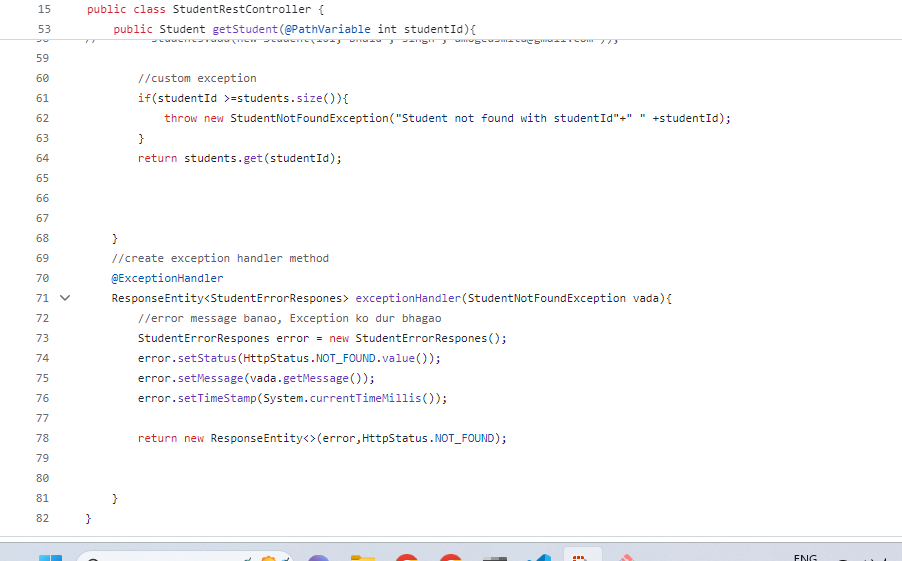 15 public class StudentRestController {
53 public Student getStudent(@PathVariable int studentId){
59
60 //custom exception
61 if(studentId >=students.size()){
62 throw new StudentNotFoundException("Student not found with studentId"+" " +studentId);
63 }
64 return students.get(studentId);
65
66
67
68 }
69 //create exception handler method
70 @ExceptionHandler
71 ResponseEntity<StudentErrorRespones> exceptionHandler(StudentNotFoundException vada){
72 //error message banao, Exception ko dur bhagao
73 StudentErrorRespones error = new StudentErrorRespones();
74 error.setStatus(HttpStatus.NOT_FOUND.value());
75 error.setMessage(vada.getMessage());
76 error.setTimeStamp(System.currentTimeMillis());
77
78 return new ResponseEntity<>(error,HttpStatus.NOT_FOUND);
79
80
81 }
82 }
ENG